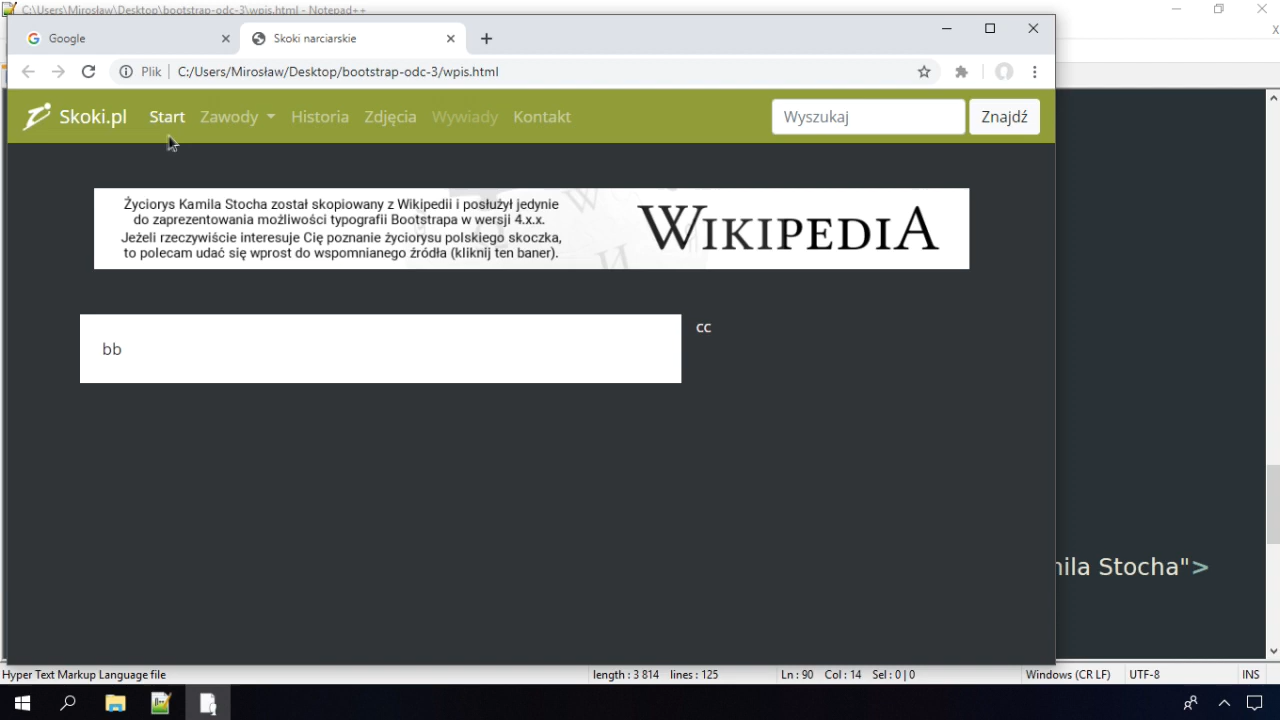 C:\Users\Mirosław\Desktop\bootstrap-odc-3\wpis.html - Notepad++
Google
Skoki narciarskie
Plik
C:/Users/Mirosław/Desktop/bootstrap-odc-3/wpis.html
Skoki.pl Start Zawody Historia Zdjęcia Wywiady Kontakt Wyszukaj Znajdź
Życiorys Kamila Stocha został skopiowany z Wikipedii i posłużył jedynie
do zaprezentowania możliwości typografii Bootstrapa w wersji 4.x.x.
Jeżeli rzeczywiście interesuje Cię poznanie życiorysu polskiego skoczka,
to polecam udać się wprost do wspomnianego źródła (kliknij ten baner).
WIKIPEDIA
bb
cc
mila Stocha">
Hyper Text Markup Language file length : 3 814 lines : 125 Ln : 90 Col : 14 Sel : 0 | 0 Windows (CR LF) UTF-8 INS